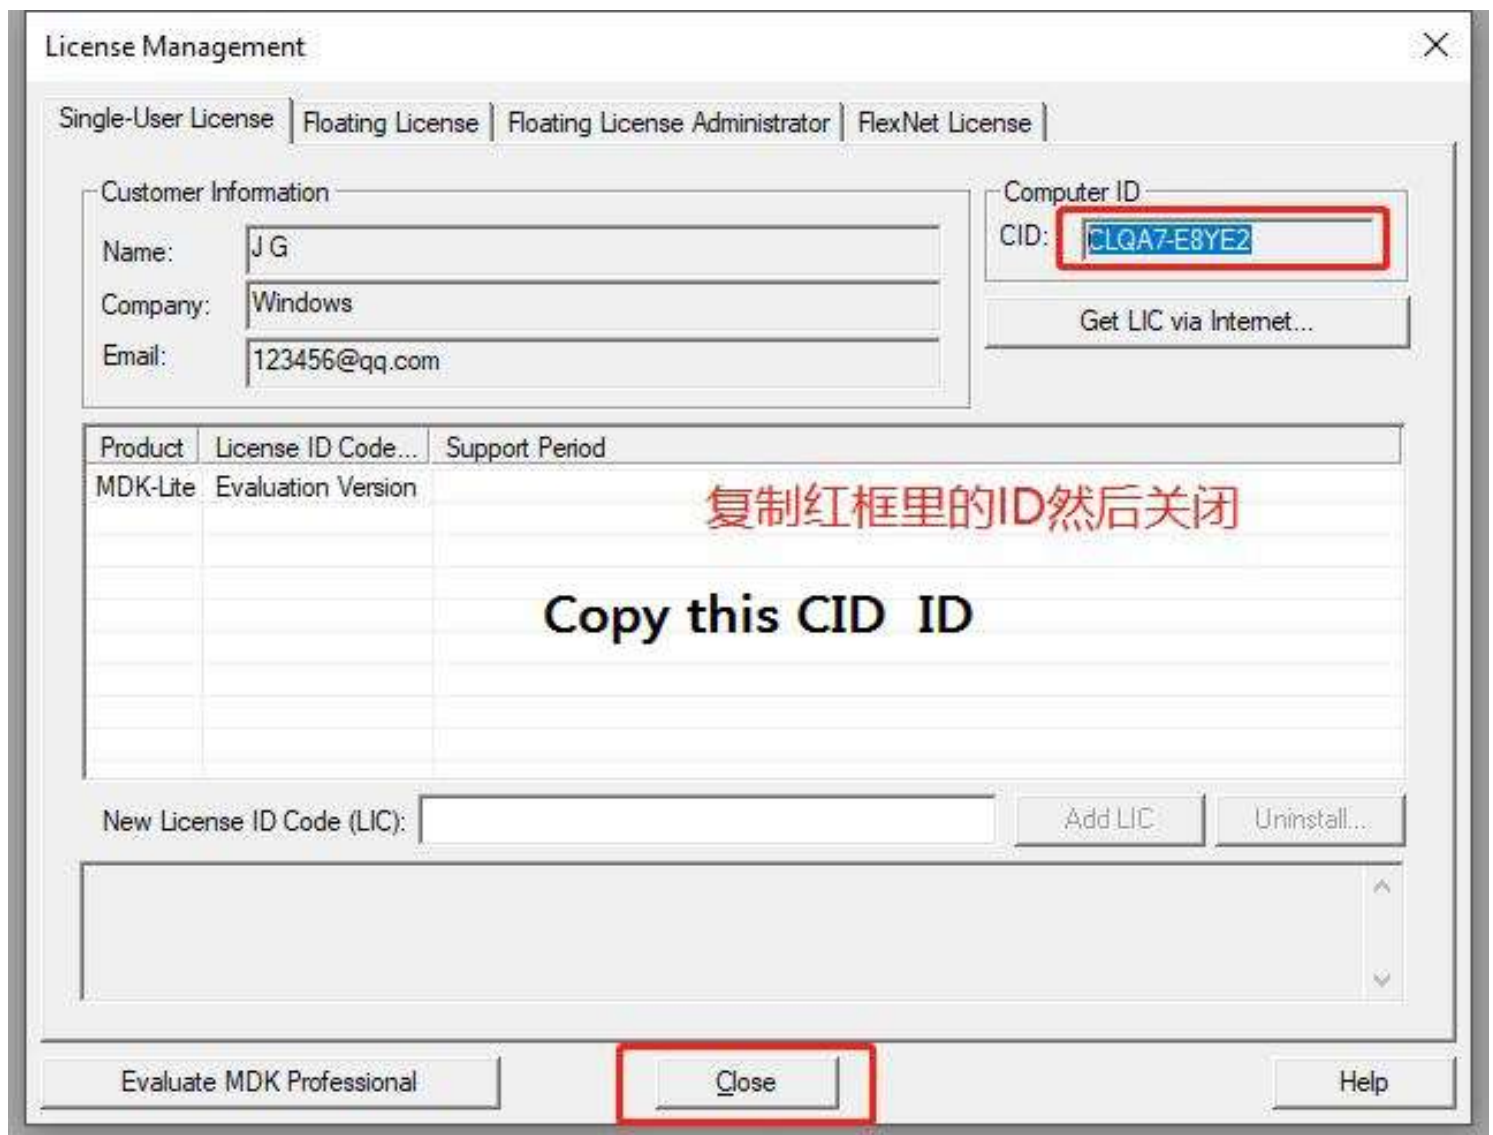 License Management
Single-User License
Floating License
Floating License Administrator
FlexNet License
Customer Information
Name:
J G
Company:
Windows
Email:
123456@qq.com
Computer ID
CID:
CLQA7-E8YE2
Get LIC via Internet...
Product
License ID Code...
Support Period
MDK-Lite
Evaluation Version
复制红框里的ID然后关闭
Copy this CID ID
New License ID Code (LIC):
Add LIC
Uninstall...
Evaluate MDK Professional
Close
Help